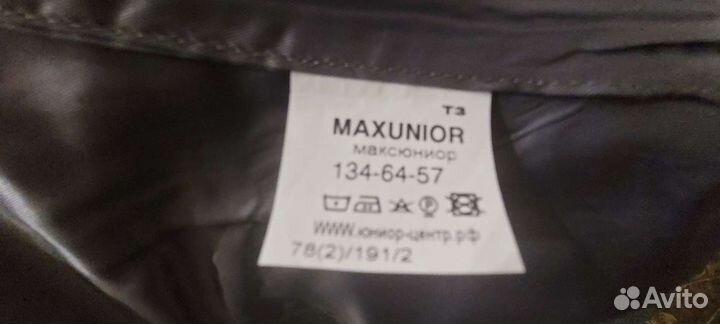 ТЗ
MAXUNIOR
максюниор
134-64-57
www.юниор-центр.рф
78(2)/191/2
Avito